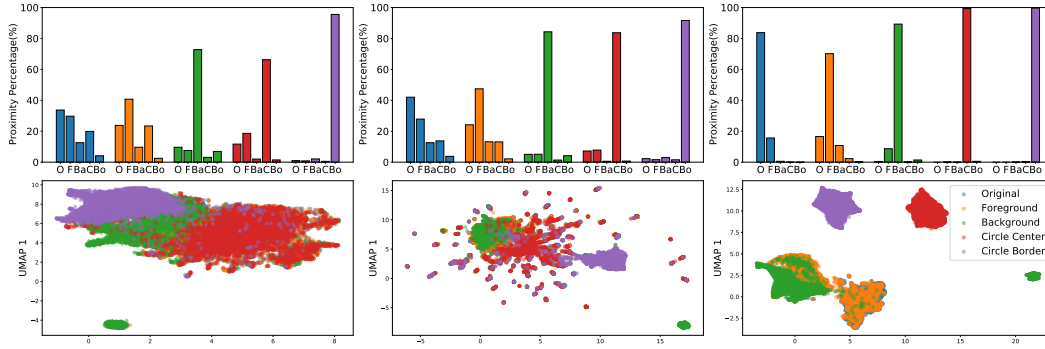 Proximity Percentage(%)
100
80
60
40
20
0
O FBaCBo O FBaCBo O FBaCBo O FBaCBo O FBaCBo
Proximity Percentage(%)
100
80
60
40
20
0
O FBaCBo O FBaCBo O FBaCBo O FBaCBo O FBaCBo
Proximity Percentage(%)
100
80
60
40
20
0
O FBaCBo O FBaCBo O FBaCBo O FBaCBo O FBaCBo
UMAP 1
10
8
6
4
2
0
−2
−4
0 2 4 6 8
UMAP 1
15
10
5
0
−5
−5 0 5 10 15
UMAP 1
12.5
10.0
7.5
5.0
2.5
0.0
−2.5
0 5 10 15 20
Original
Foreground
Background
Circle Center
Circle Border